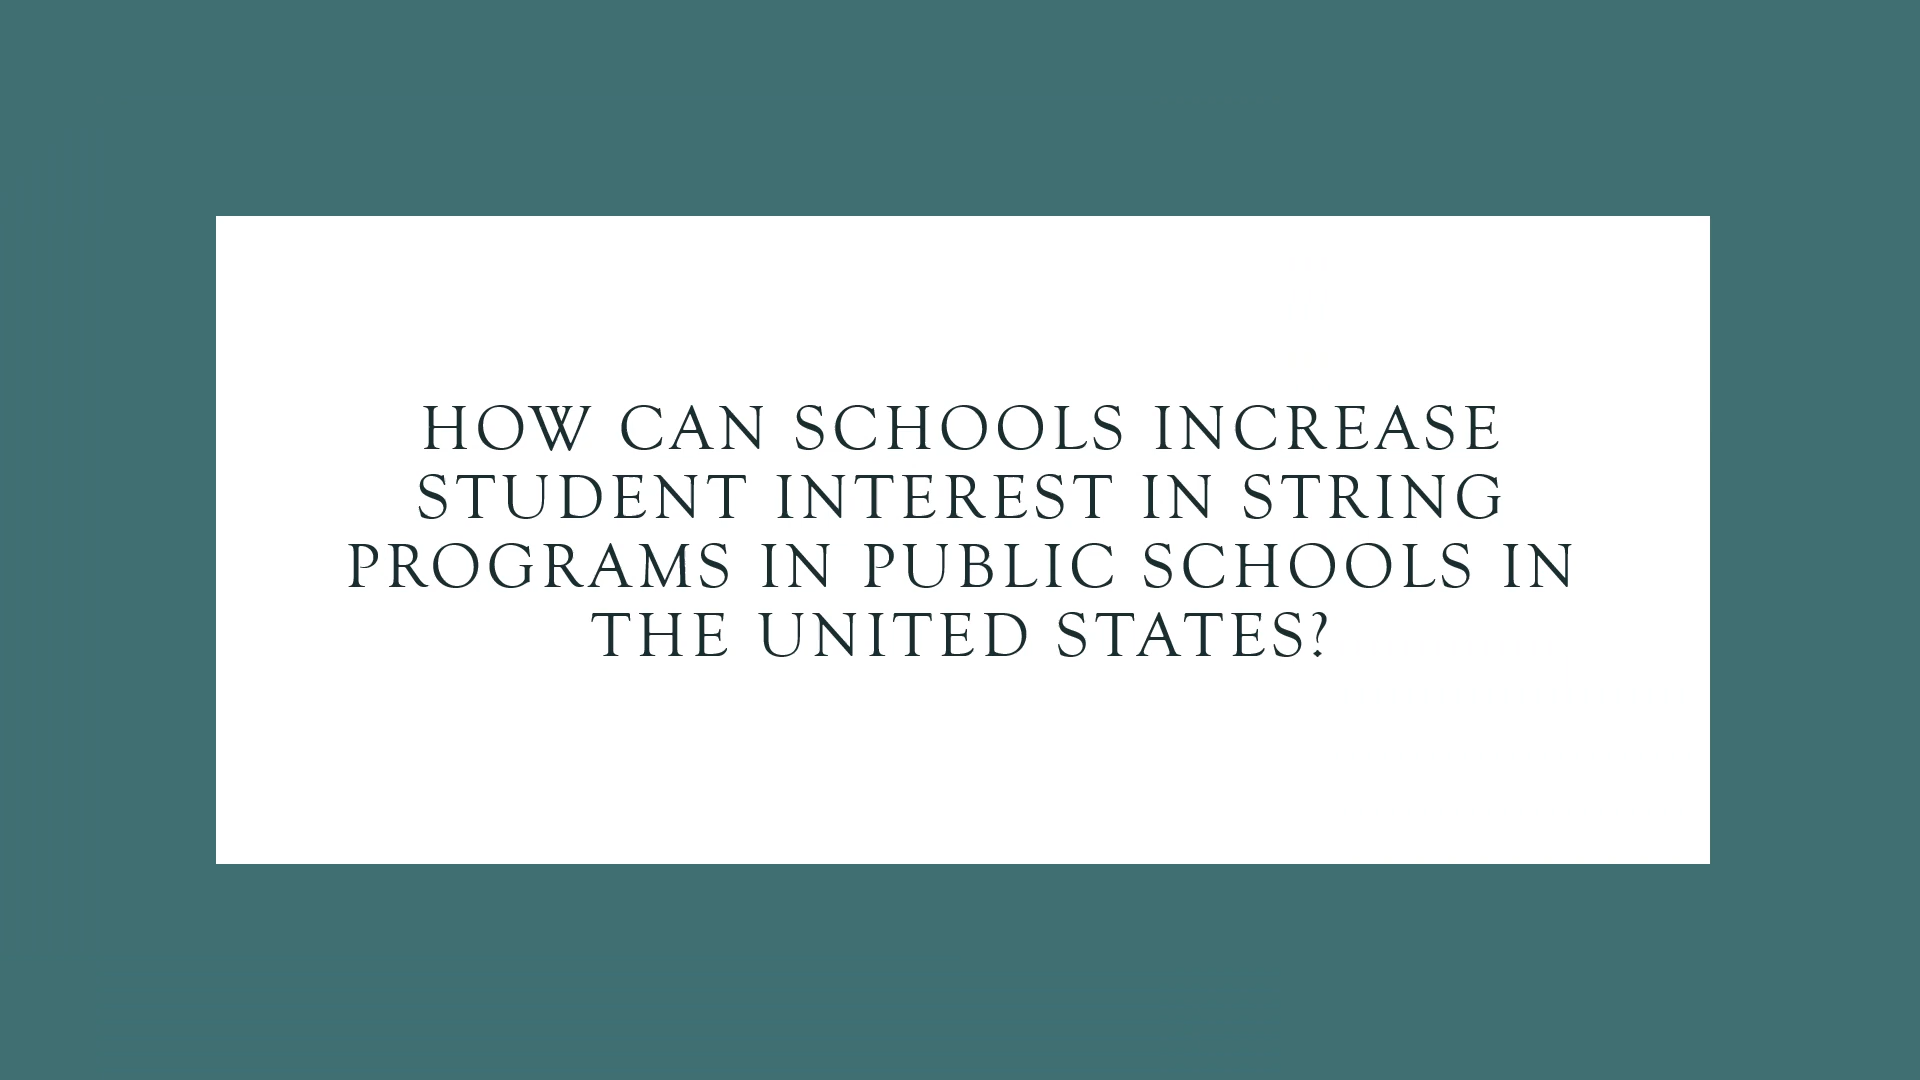 HOW CAN SCHOOLS INCREASE
STUDENT INTEREST IN STRING
PROGRAMS IN PUBLIC SCHOOLS IN
THE UNITED STATES?